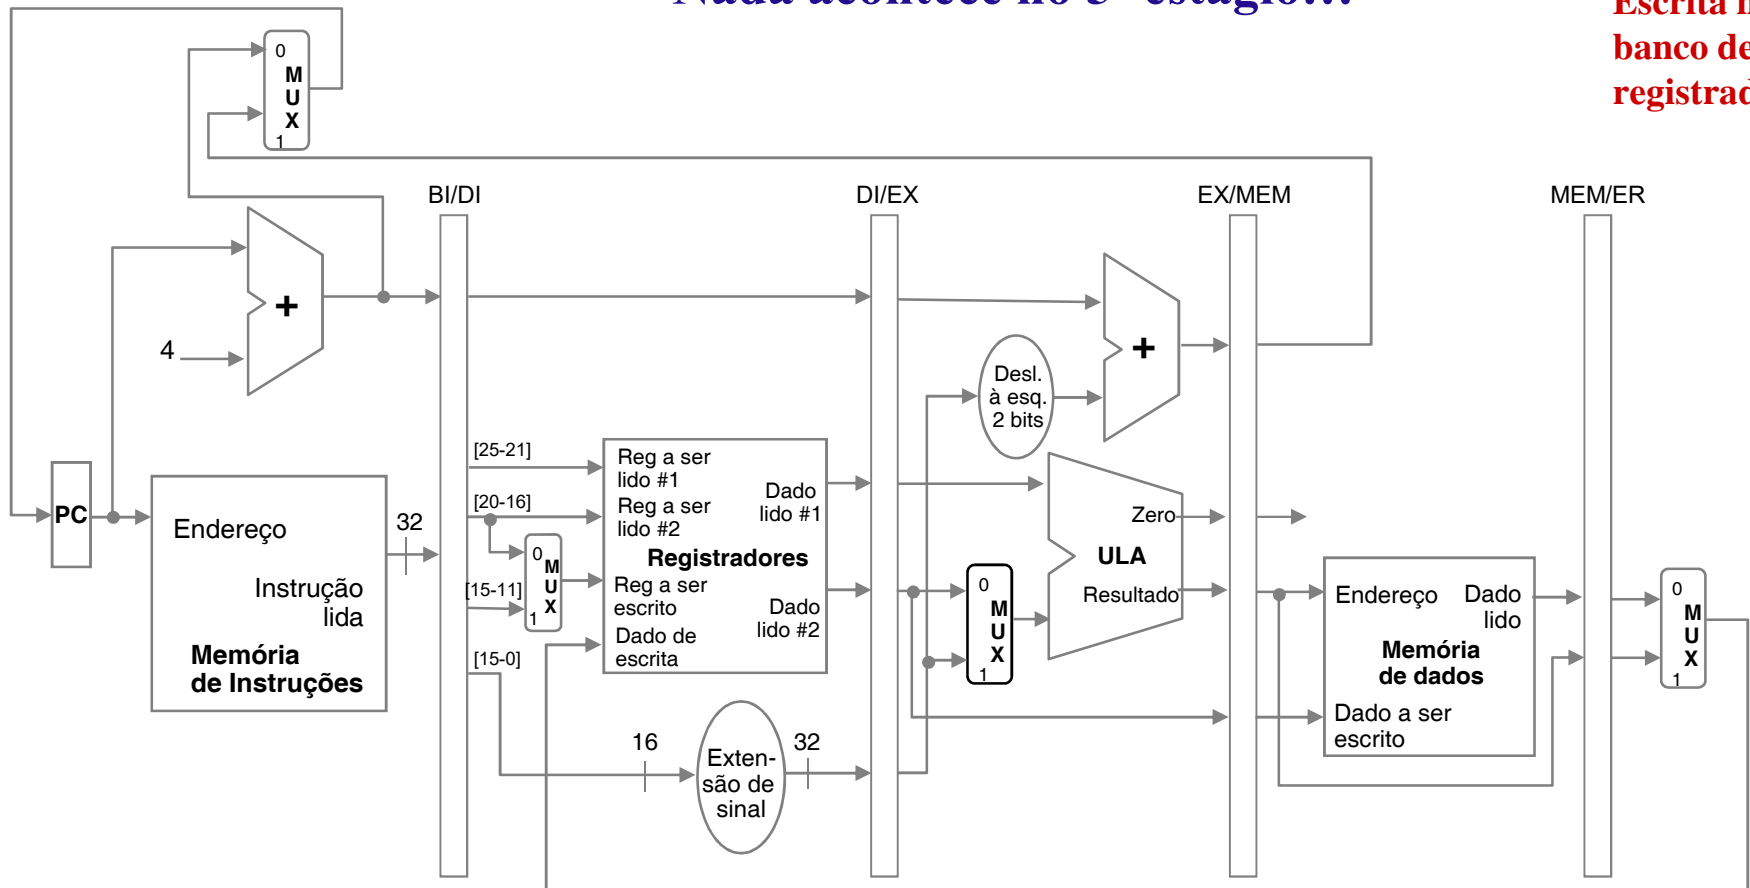 Nada acontece no 5º estágio...
Escrita n
banco de
registrad
0
M
U
X
1
BI/DI
DI/EX
EX/MEM
MEM/ER
+
4
+
Desl.
à esq.
2 bits
PC
Endereço
Instrução
lida
Memória
de Instruções
32
[25-21]
[20-16]
[15-11]
[15-0]
0
M
U
X
1
Reg a ser
lido #1
Reg a ser
lido #2
Registradores
Reg a ser
escrito
Dado de
escrita
Dado
lido #1
Dado
lido #2
16
Exten-
são de
sinal
32
0
M
U
X
1
Zero
ULA
Resultado
Endereço
Dado
lido
Memória
de dados
Dado a ser
escrito
0
M
U
X
1